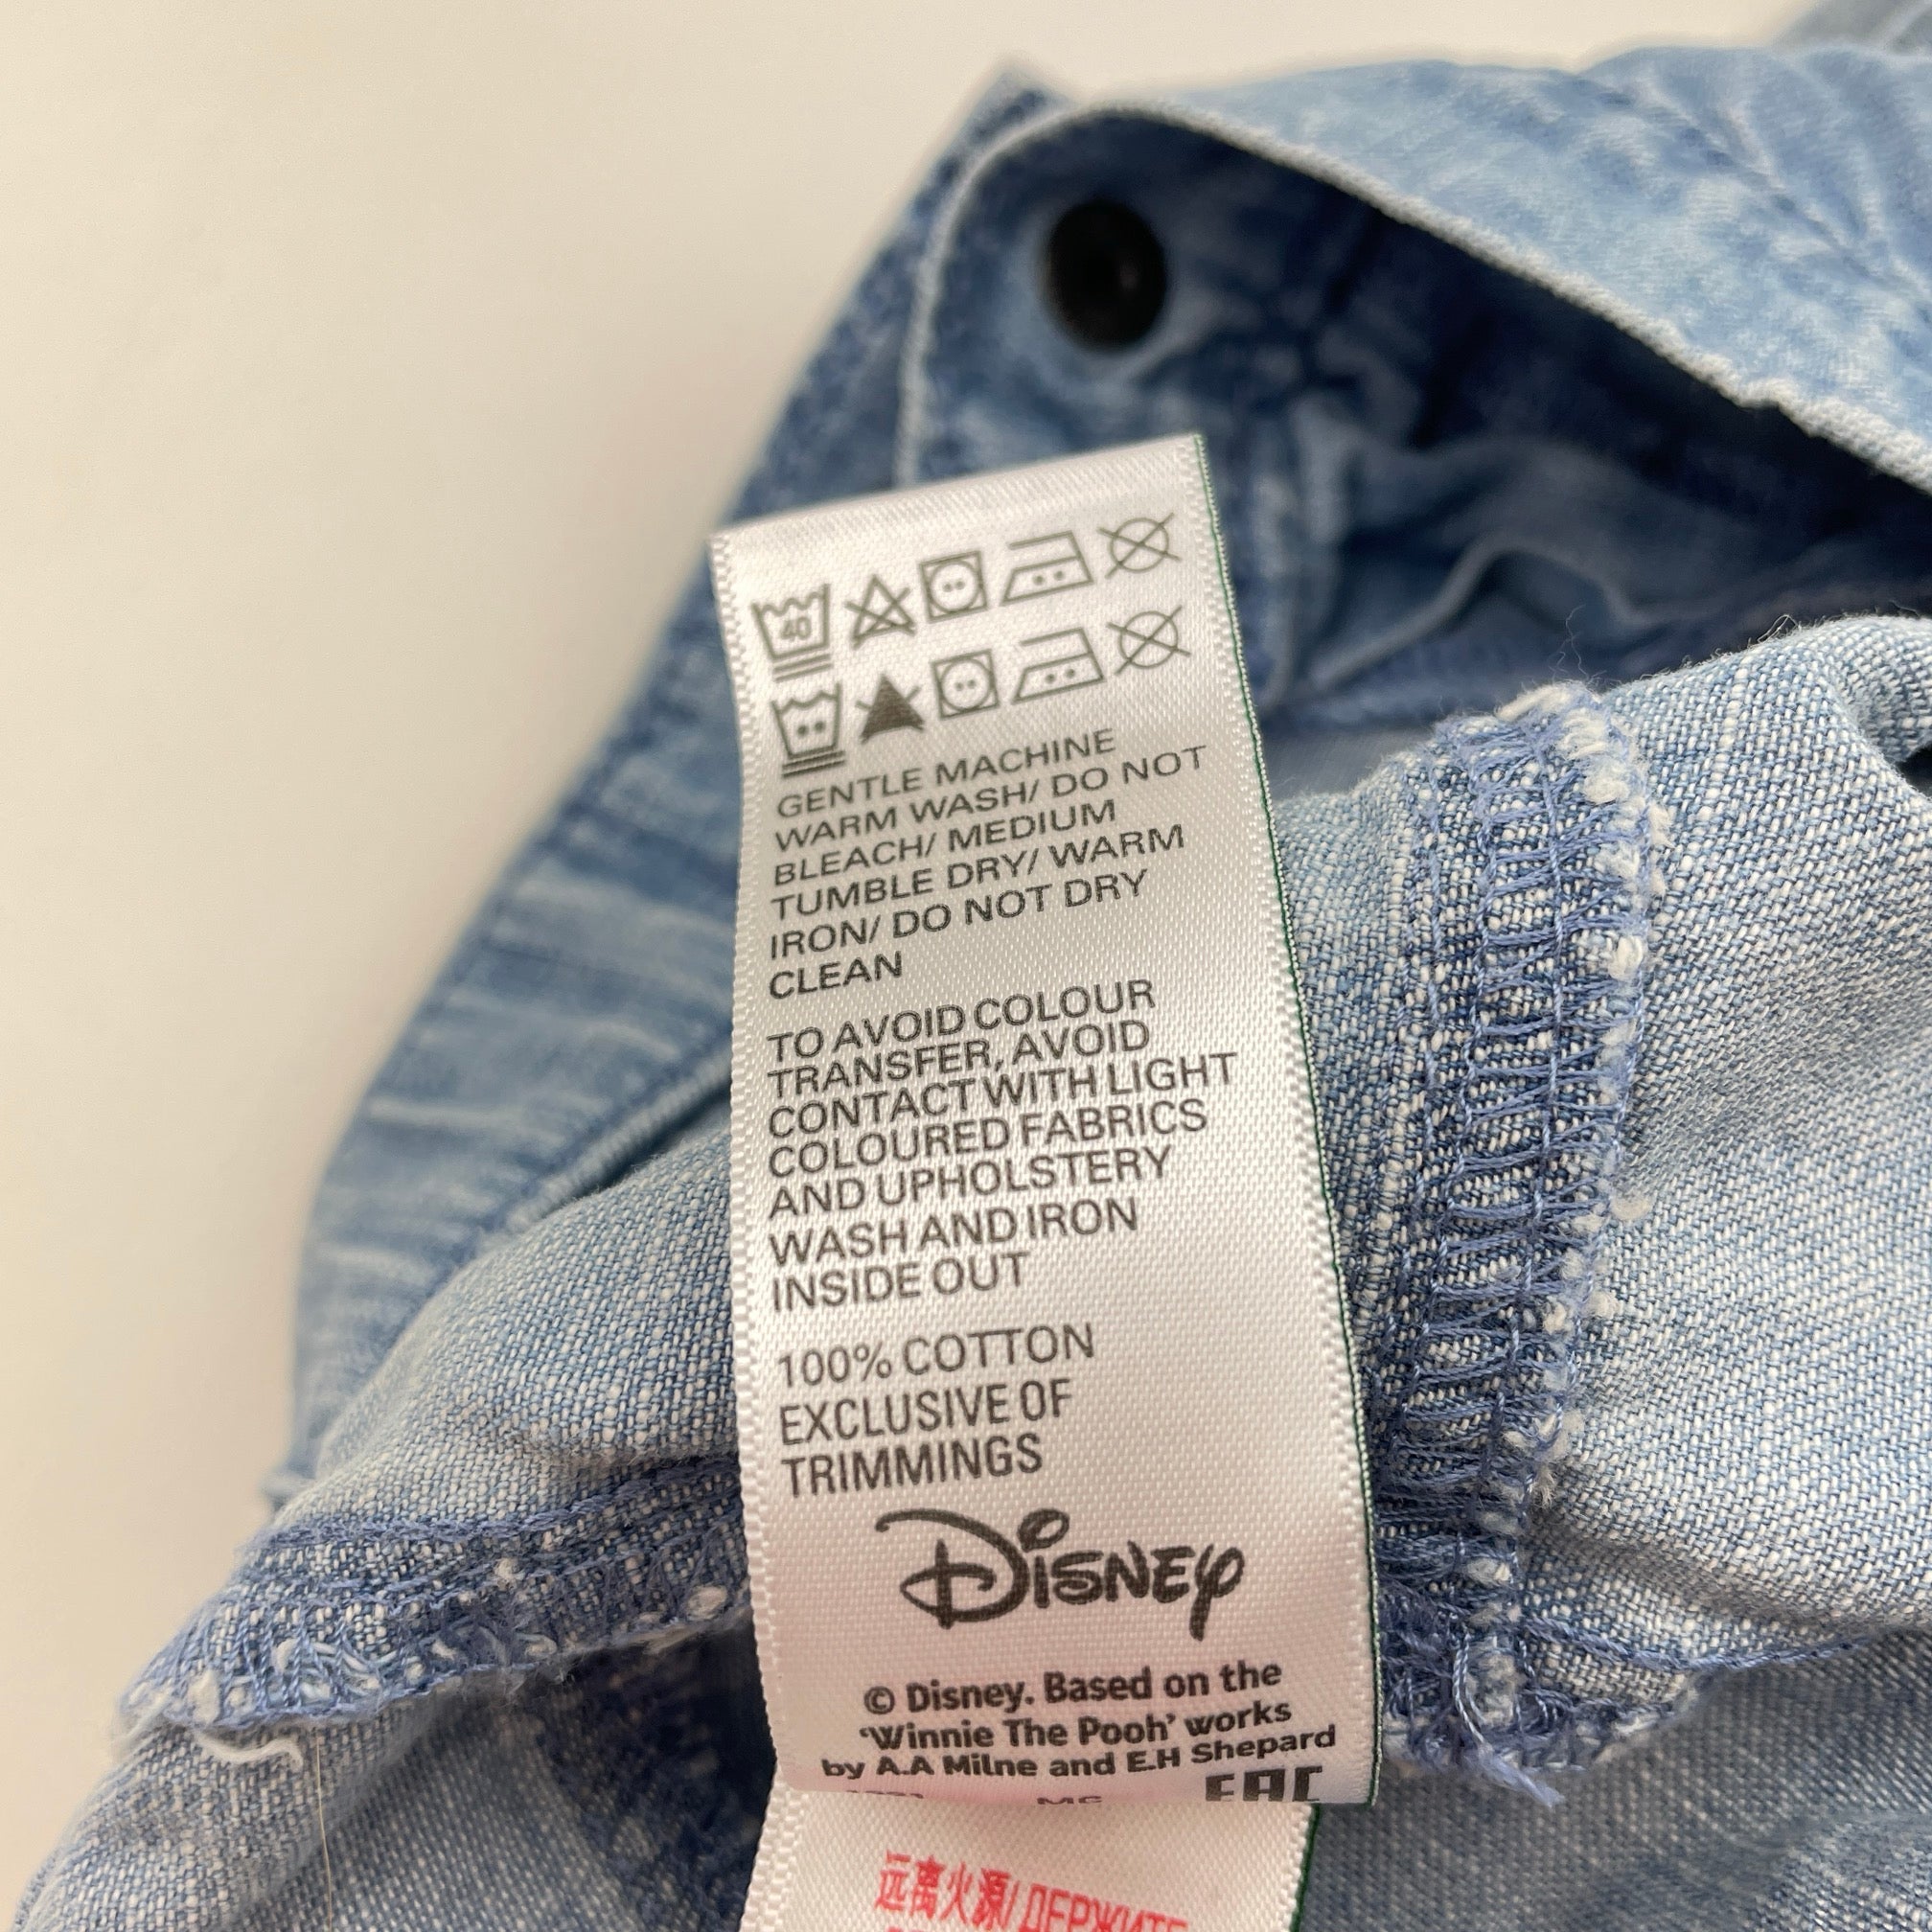 40
GENTLE MACHINE
WARM WASH/ DO NOT
BLEACH/ MEDIUM
TUMBLE DRY/ WARM
IRON/ DO NOT DRY
CLEAN
TO AVOID COLOUR
TRANSFER, AVOID
CONTACT WITH LIGHT
COLOURED FABRICS
AND UPHOLSTERY
WASH AND IRON
INSIDE OUT
100% COTTON
EXCLUSIVE OF
TRIMMINGS
Disney
© Disney. Based on the
'Winnie The Pooh' works
by A.A Milne and E.H Shepard
EAC
远离火源/ ДЕРЖИТЕ